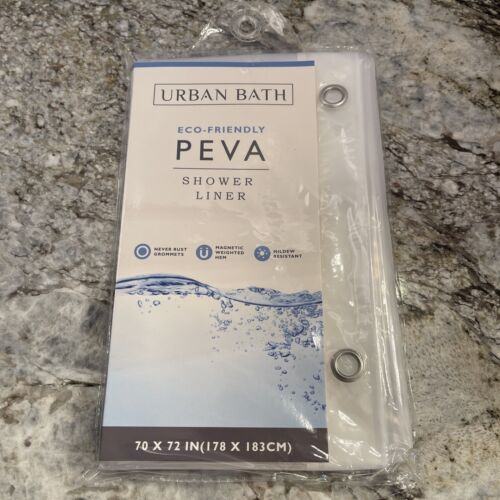 URBAN BATH
ECO-FRIENDLY
PEVA
SHOWER
LINER
NEVER RUST
GROMMETS
MAGNETIC
WEIGHTED
HEM
MILDEW
RESISTANT
70 X 72 IN(178 X 183CM)